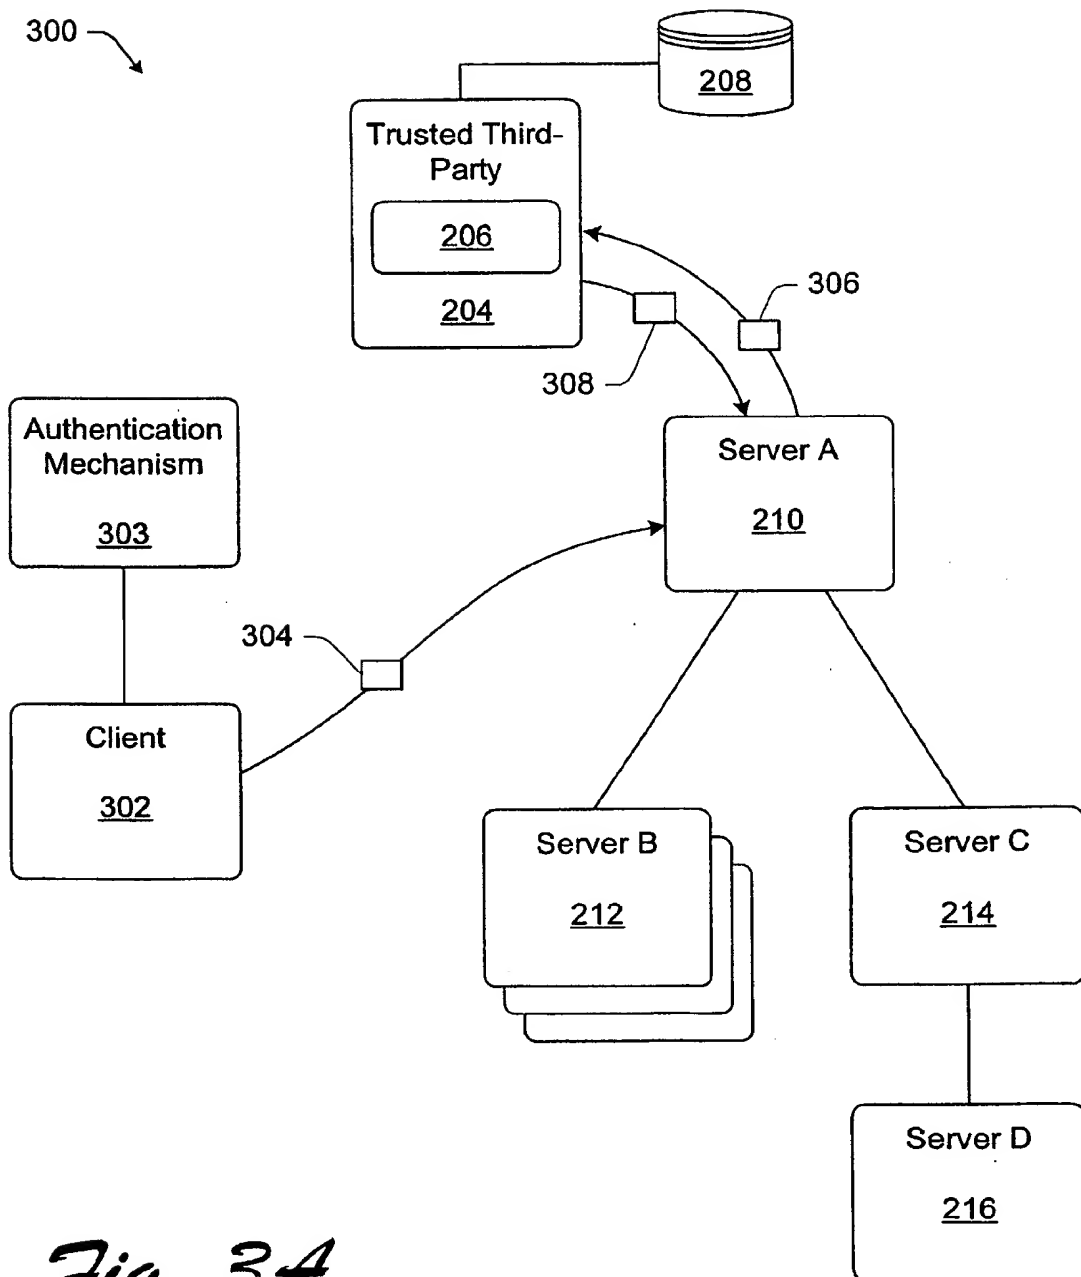 300
208
Trusted Third-
Party
206
204
306
308
Authentication
Mechanism
303
Server A
210
304
Client
302
Server B
212
Server C
214
Server D
216
Fig. 3A